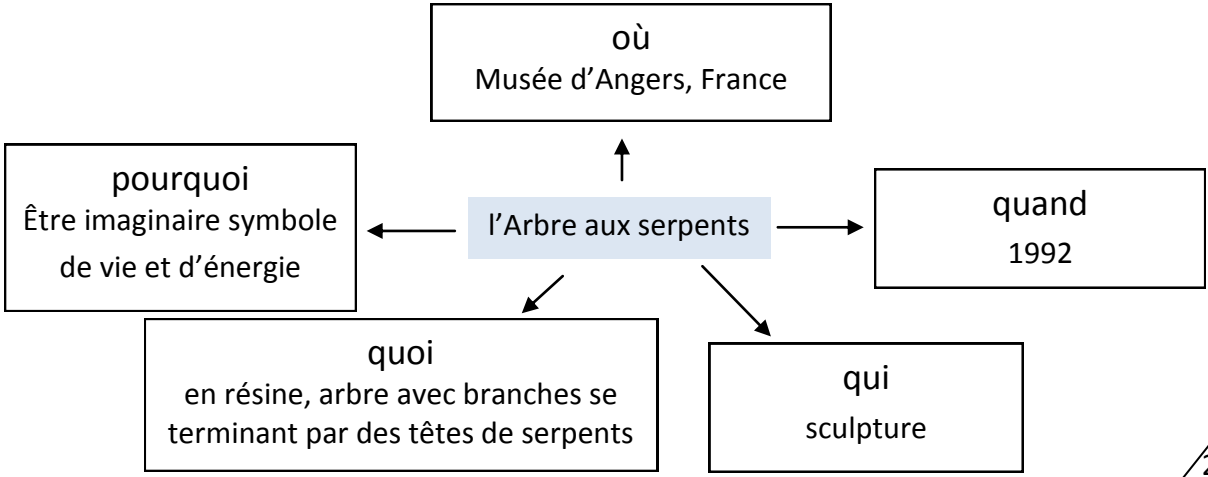 où
Musée d’Angers, France
pourquoi
Être imaginaire symbole
de vie et d’énergie
l’Arbre aux serpents
quand
1992
quoi
en résine, arbre avec branches se
terminant par des têtes de serpents
qui
sculpture